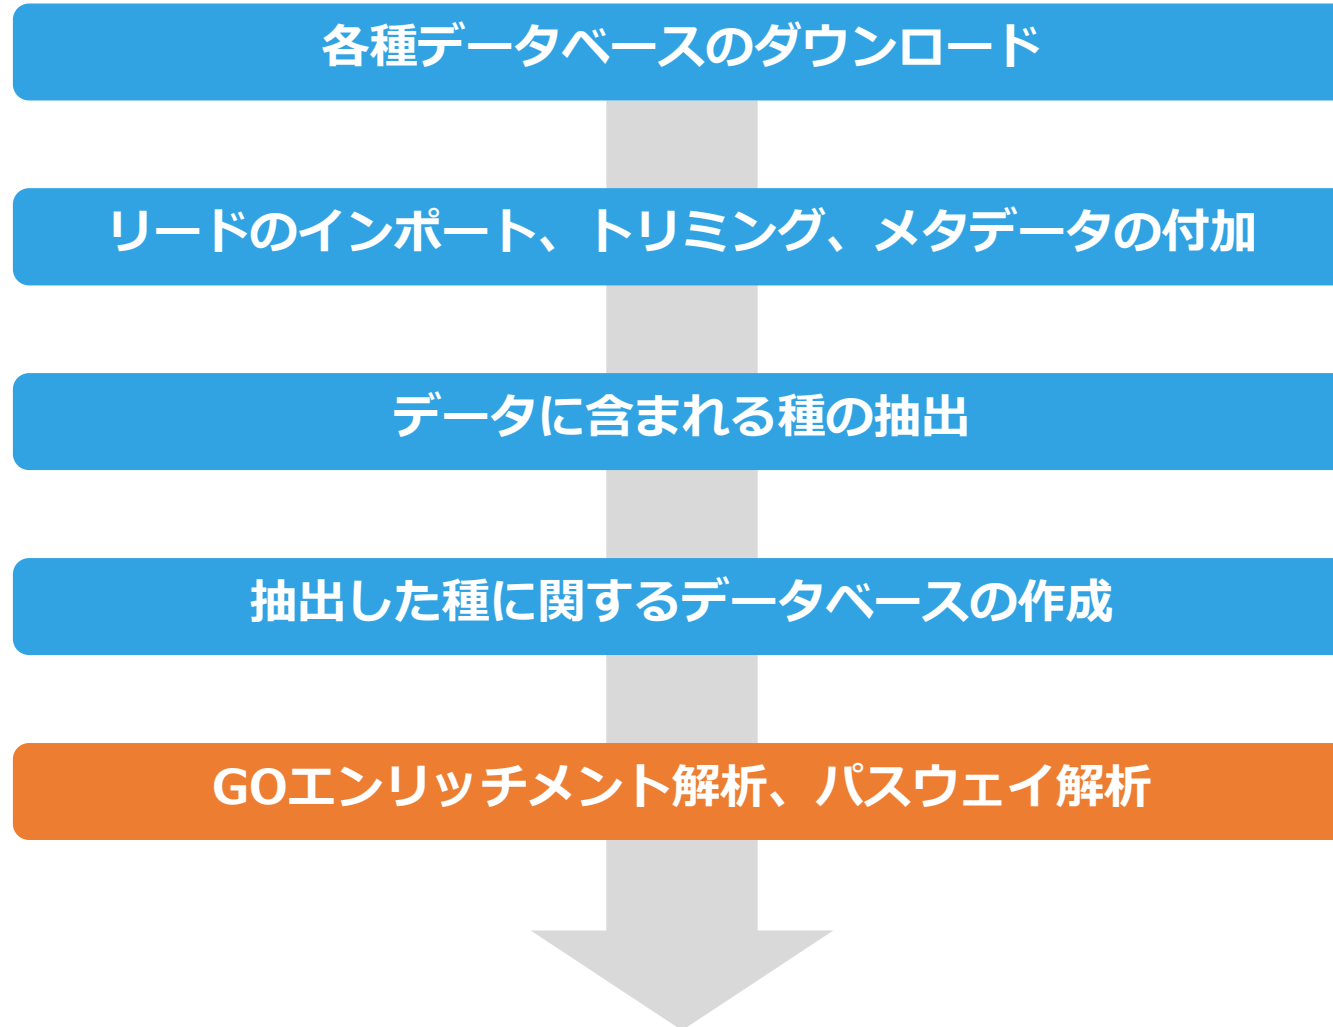 各種データベースのダウンロード
リードのインポート、トリミング、メタデータの付加
データに含まれる種の抽出
抽出した種に関するデータベースの作成
GOエンリッチメント解析、パスウェイ解析